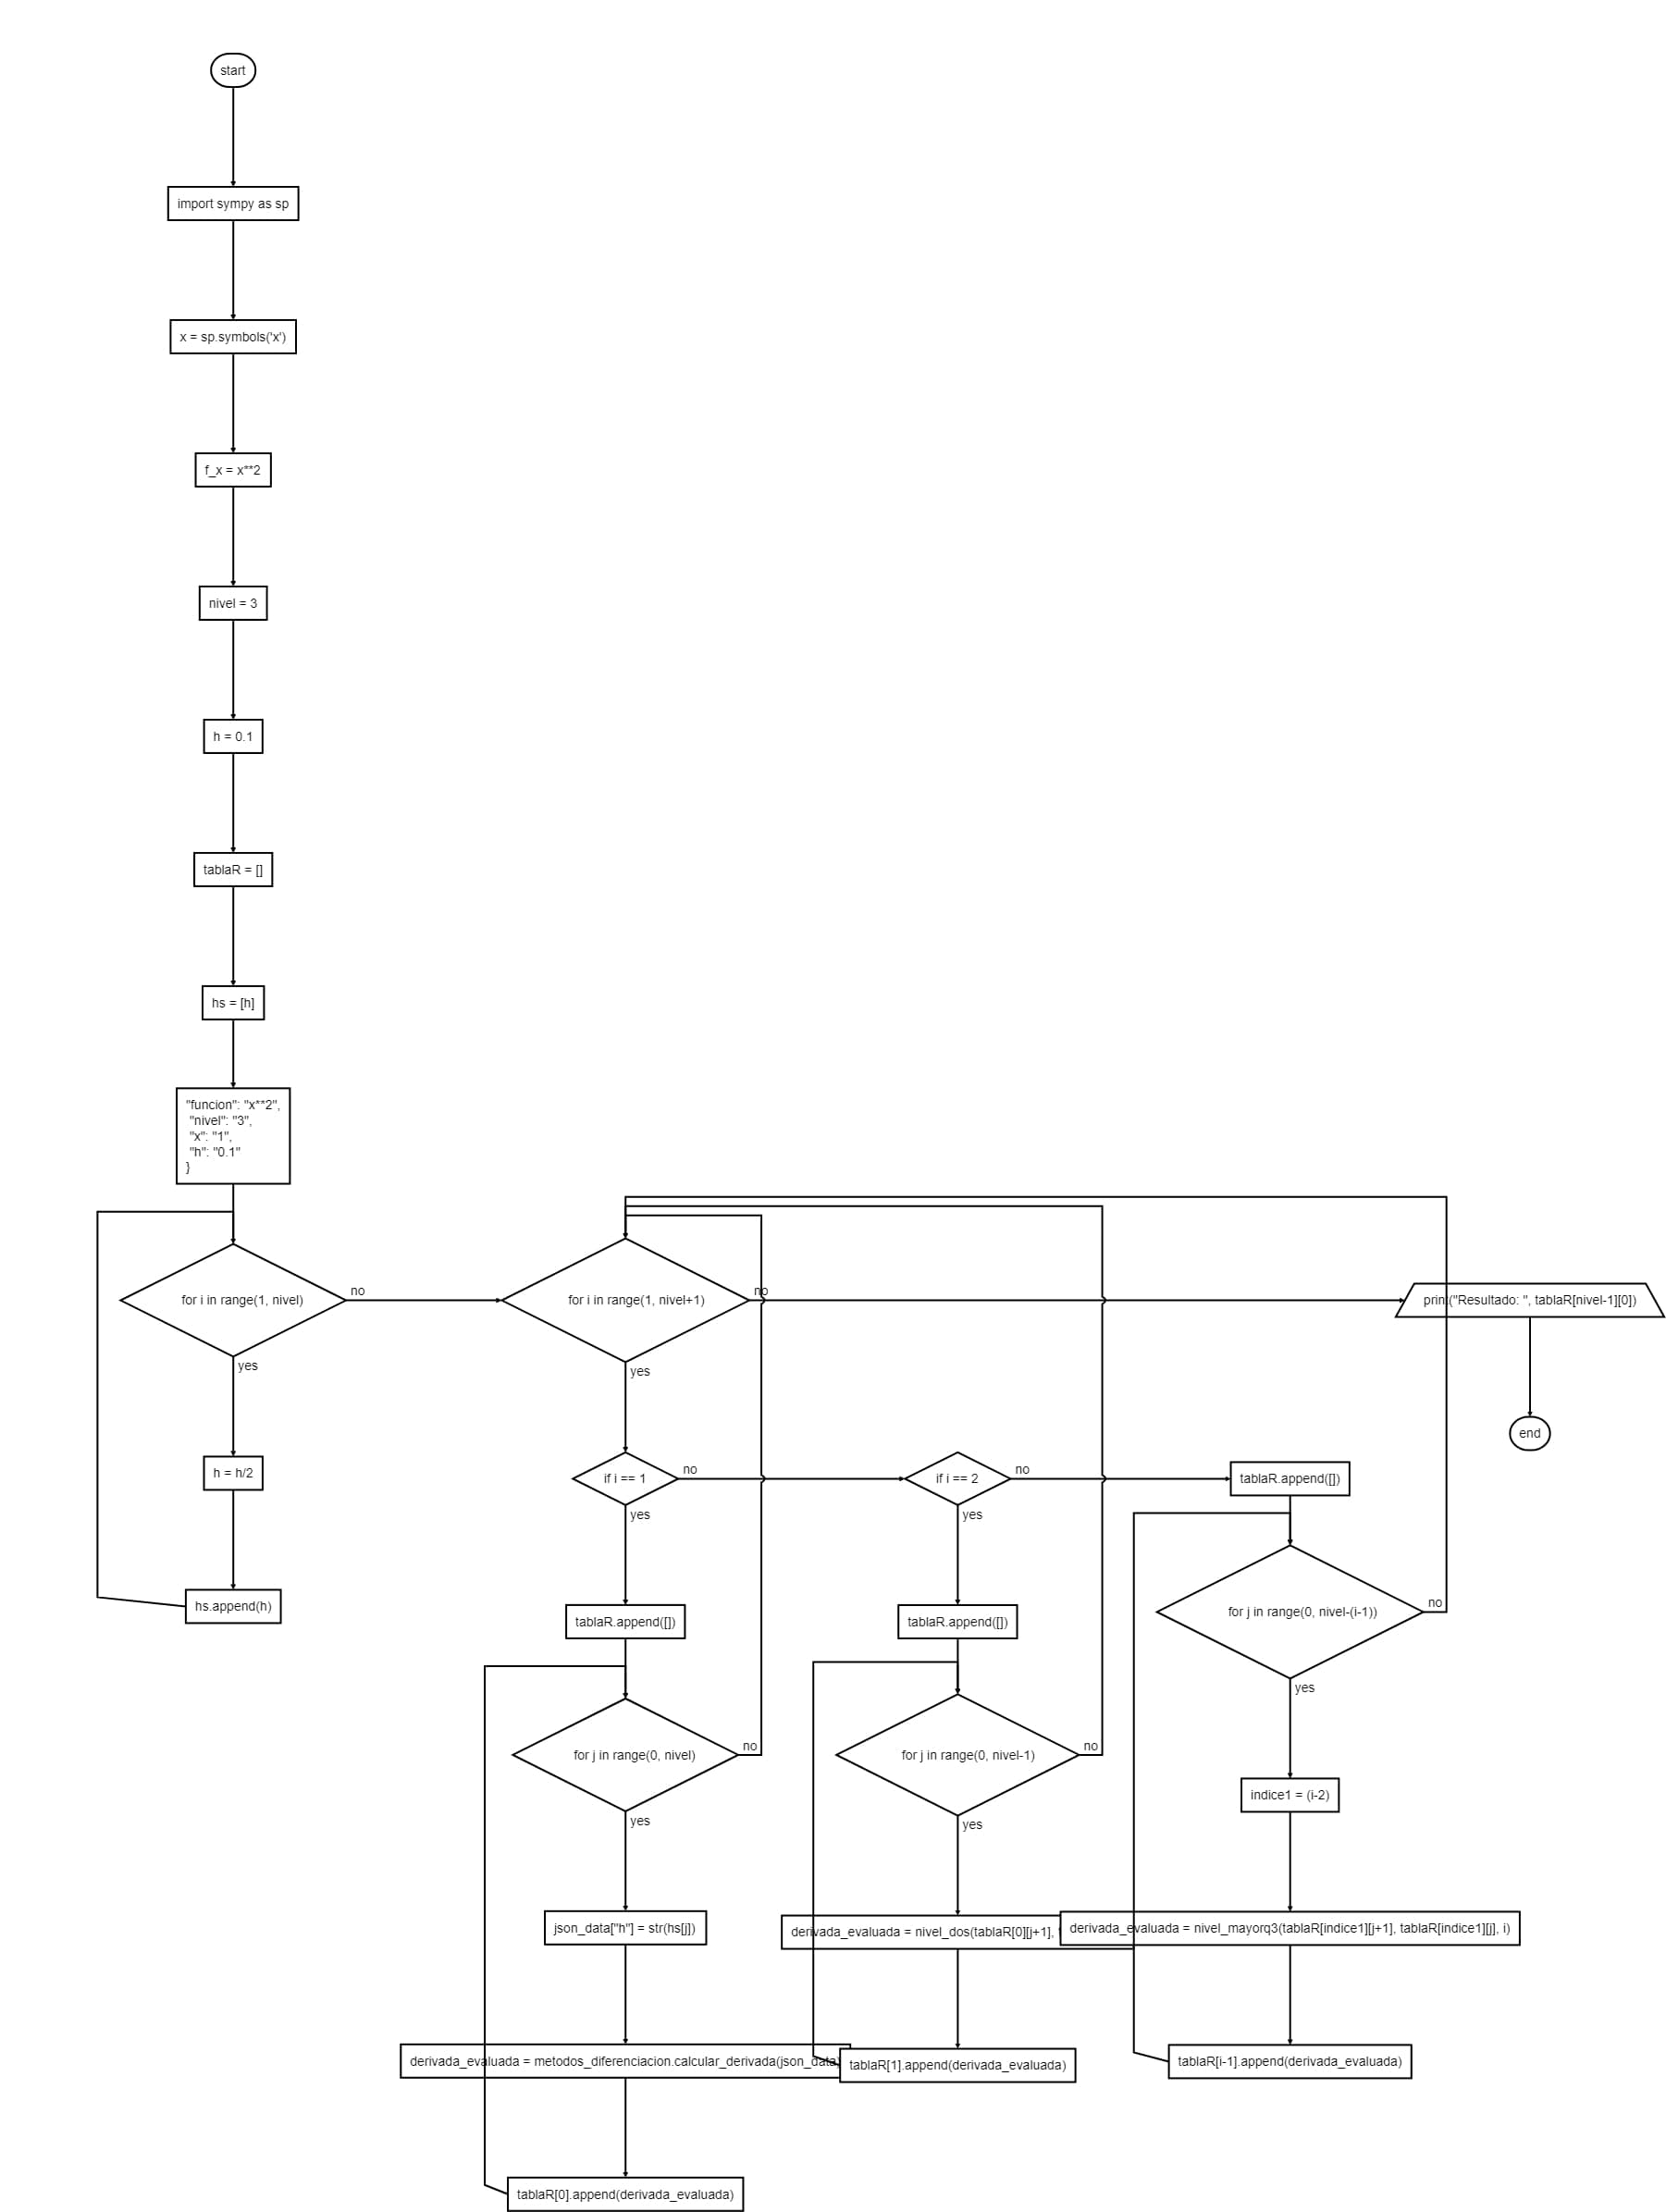 start
import sympy as sp
x = sp.symbols('x')
f_x = x**2
nivel = 3
h = 0.1
tablaR = []
hs = [h]
"funcion": "x**2",
"nivel": "3",
"x": "1",
"h": "0.1"
}
for i in range(1, nivel)
no
yes
h = h/2
hs.append(h)
for i in range(1, nivel+1)
no
yes
print("Resultado: ", tablaR[nivel-1][0])
end
if i == 1
no
yes
if i == 2
no
yes
tablaR.append([])
tablaR.append([])
for j in range(0, nivel)
no
yes
json_data["h"] = str(hs[j])
derivada_evaluada = metodos_diferenciacion.calcular_derivada(json_data)
tablaR[0].append(derivada_evaluada)
tablaR.append([])
for j in range(0, nivel-1)
no
yes
derivada_evaluada = nivel_dos(tablaR[0][j+1],
tablaR[1].append(derivada_evaluada)
for j in range(0, nivel-(i-1))
no
yes
indice1 = (i-2)
derivada_evaluada = nivel_mayorq3(tablaR[indice1][j+1], tablaR[indice1][j], i)
tablaR[i-1].append(derivada_evaluada)